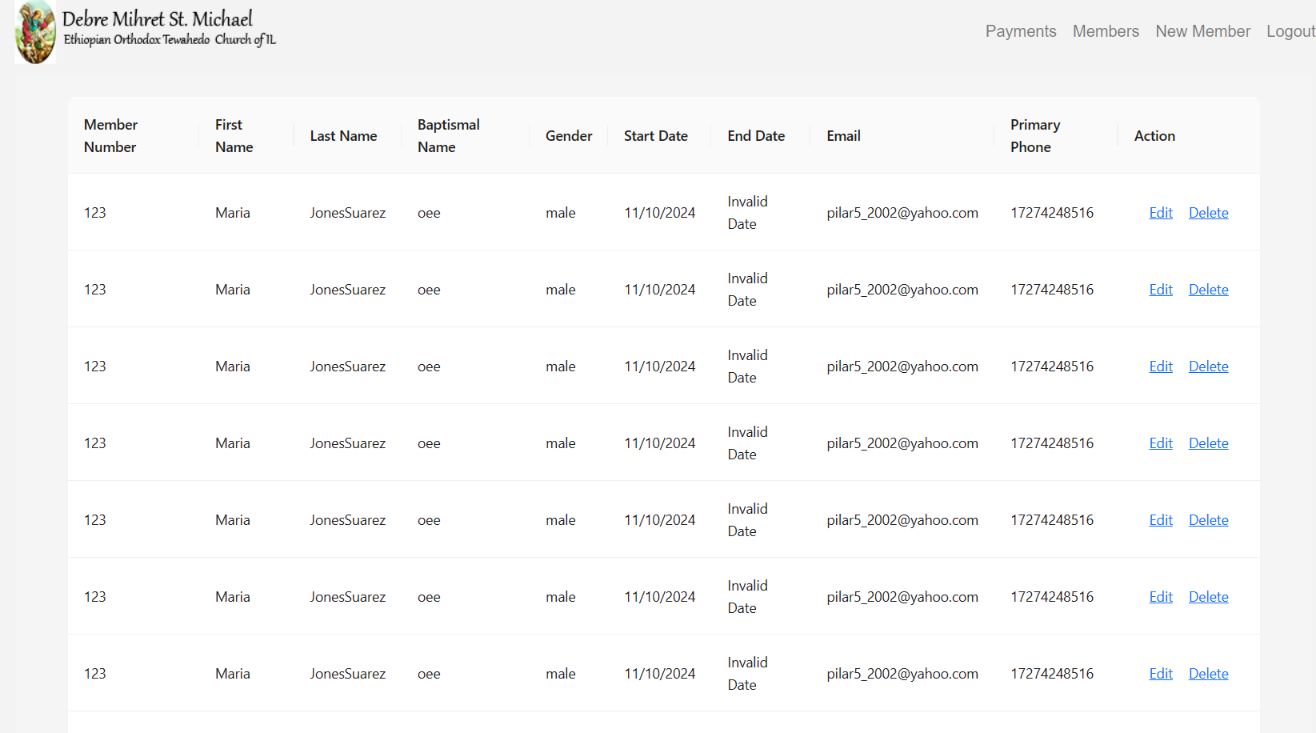 Debre Mihret St. Michael
Ethiopian Orthodox Tewahedo Church of IL
Payments Members New Member Logout
Member Number First Name Last Name Baptismal Name Gender Start Date End Date Email Primary Phone Action
123 Maria JonesSuarez oee male 11/10/2024 Invalid Date pilar5_2002@yahoo.com 17274248516 Edit Delete
123 Maria JonesSuarez oee male 11/10/2024 Invalid Date pilar5_2002@yahoo.com 17274248516 Edit Delete
123 Maria JonesSuarez oee male 11/10/2024 Invalid Date pilar5_2002@yahoo.com 17274248516 Edit Delete
123 Maria JonesSuarez oee male 11/10/2024 Invalid Date pilar5_2002@yahoo.com 17274248516 Edit Delete
123 Maria JonesSuarez oee male 11/10/2024 Invalid Date pilar5_2002@yahoo.com 17274248516 Edit Delete
123 Maria JonesSuarez oee male 11/10/2024 Invalid Date pilar5_2002@yahoo.com 17274248516 Edit Delete
123 Maria JonesSuarez oee male 11/10/2024 Invalid Date pilar5_2002@yahoo.com 17274248516 Edit Delete